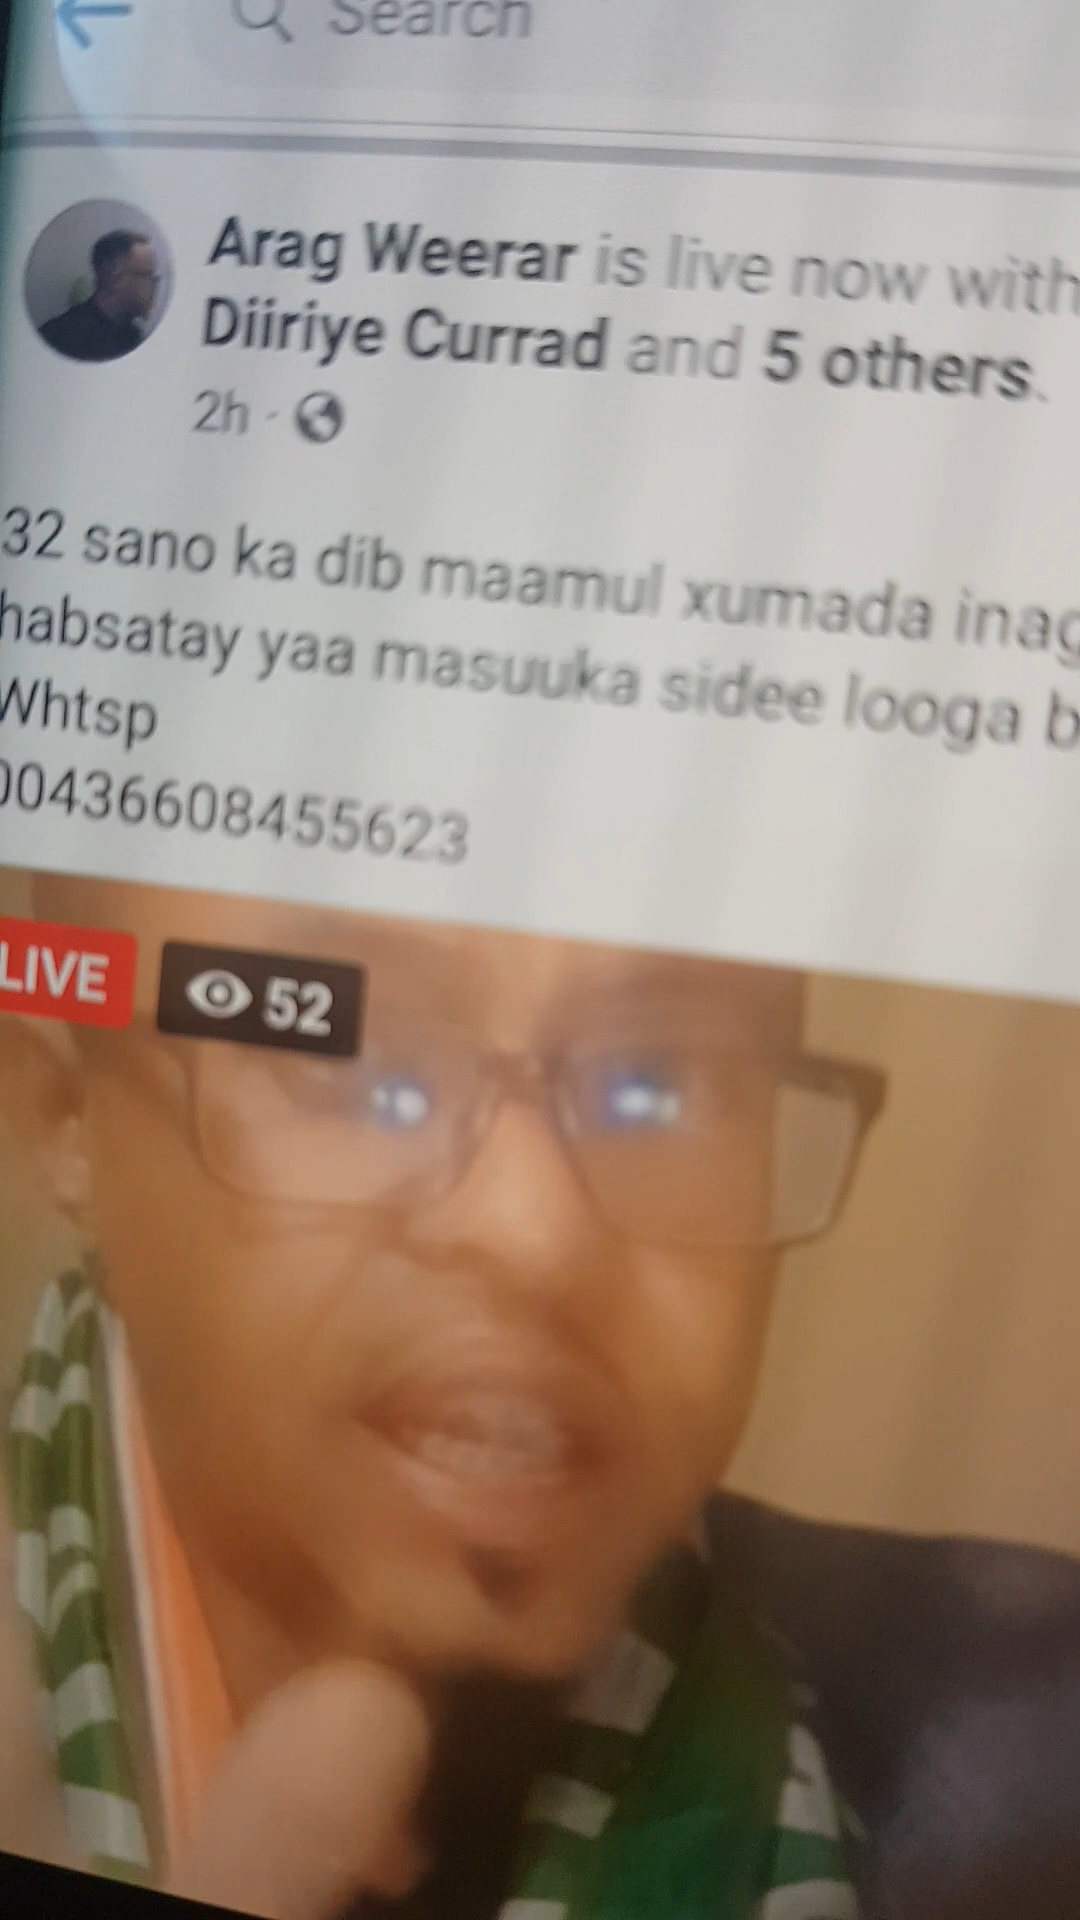 Search
Arag Weerar is live now with
Diiriye Currad and 5 others.
2h
32 sano ka dib maamul xumada
habsatay yaa masuuka sidee looga
Whtsp
00436608455623
LIVE
52